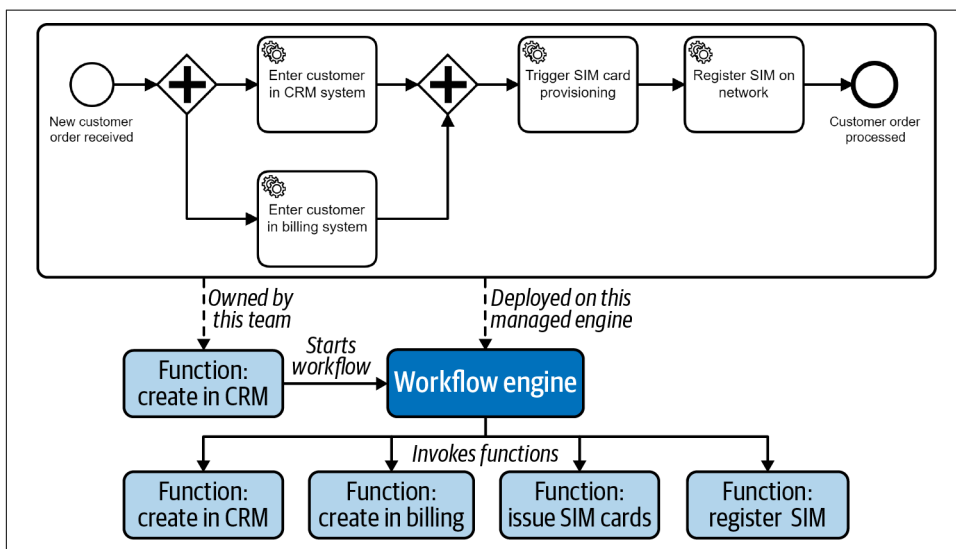 Enter customer
in CRM system
Trigger SIM card
provisioning
Register SIM on
network
New customer
order received
Customer order
processed
Enter customer
in billing system
Owned by
this team
Deployed on this
managed engine
Starts
workflow
Function:
create in CRM
Workflow engine
Invokes functions
Function:
create in CRM
Function:
create in billing
Function:
issue SIM cards
Function:
register SIM